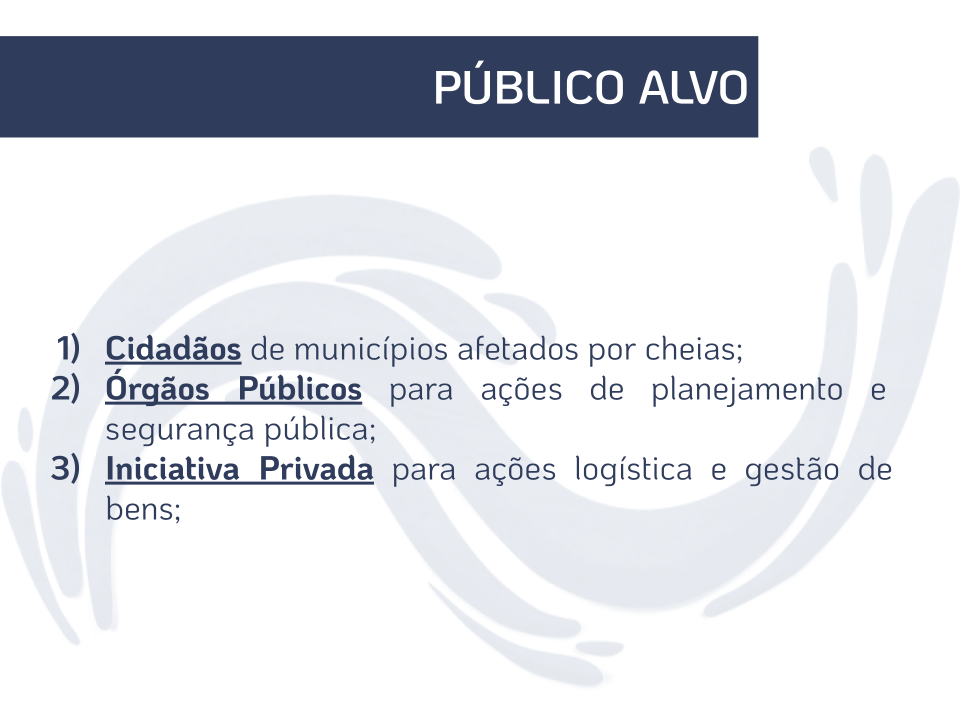 PÚBLICO ALVO
1) Cidadãos de municípios afetados por cheias;
2) Órgãos Públicos para ações de planejamento e
segurança pública;
3) Iniciativa Privada para ações logística e gestão de
bens;